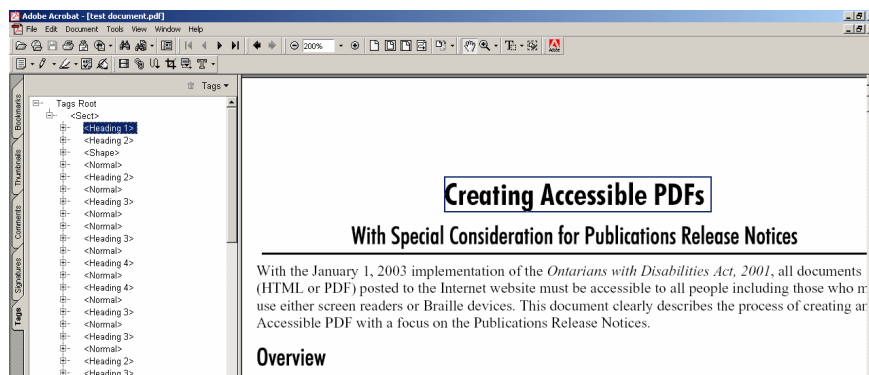 Adobe Acrobat - [test document.pdf]
File Edit Document Tools View Window Help
200%
Adobe
Tags
Bookmarks
Thumbnails
Comments
Signatures
Tags
Tags Root
<Sect>
<Heading 1>
<Heading 2>
<Shape>
<Normal>
<Heading 2>
<Normal>
<Heading 3>
<Normal>
<Normal>
<Heading 3>
<Normal>
<Heading 4>
<Heading 4>
<Normal>
<Heading 3>
<Normal>
<Heading 3>
<Normal>
<Heading 2>
<Heading 3>
Creating Accessible PDFs
With Special Consideration for Publications Release Notices
With the January 1, 2003 implementation of the Ontarians with Disabilities Act, 2001, all documents
(HTML or PDF) posted to the Internet website must be accessible to all people including those who m
use either screen readers or Braille devices. This document clearly describes the process of creating an
Accessible PDF with a focus on the Publications Release Notices.
Overview